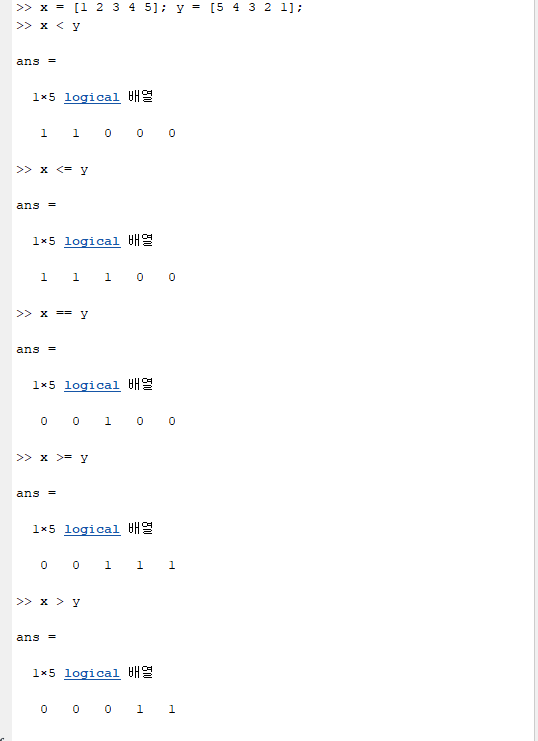 >> x = [1 2 3 4 5]; y = [5 4 3 2 1];
>> x < y
ans =
1×5 logical 배열
1 1 0 0 0
>> x <= y
ans =
1×5 logical 배열
1 1 1 0 0
>> x == y
ans =
1×5 logical 배열
0 0 1 0 0
>> x >= y
ans =
1×5 logical 배열
0 0 1 1 1
>> x > y
ans =
1×5 logical 배열
0 0 0 1 1